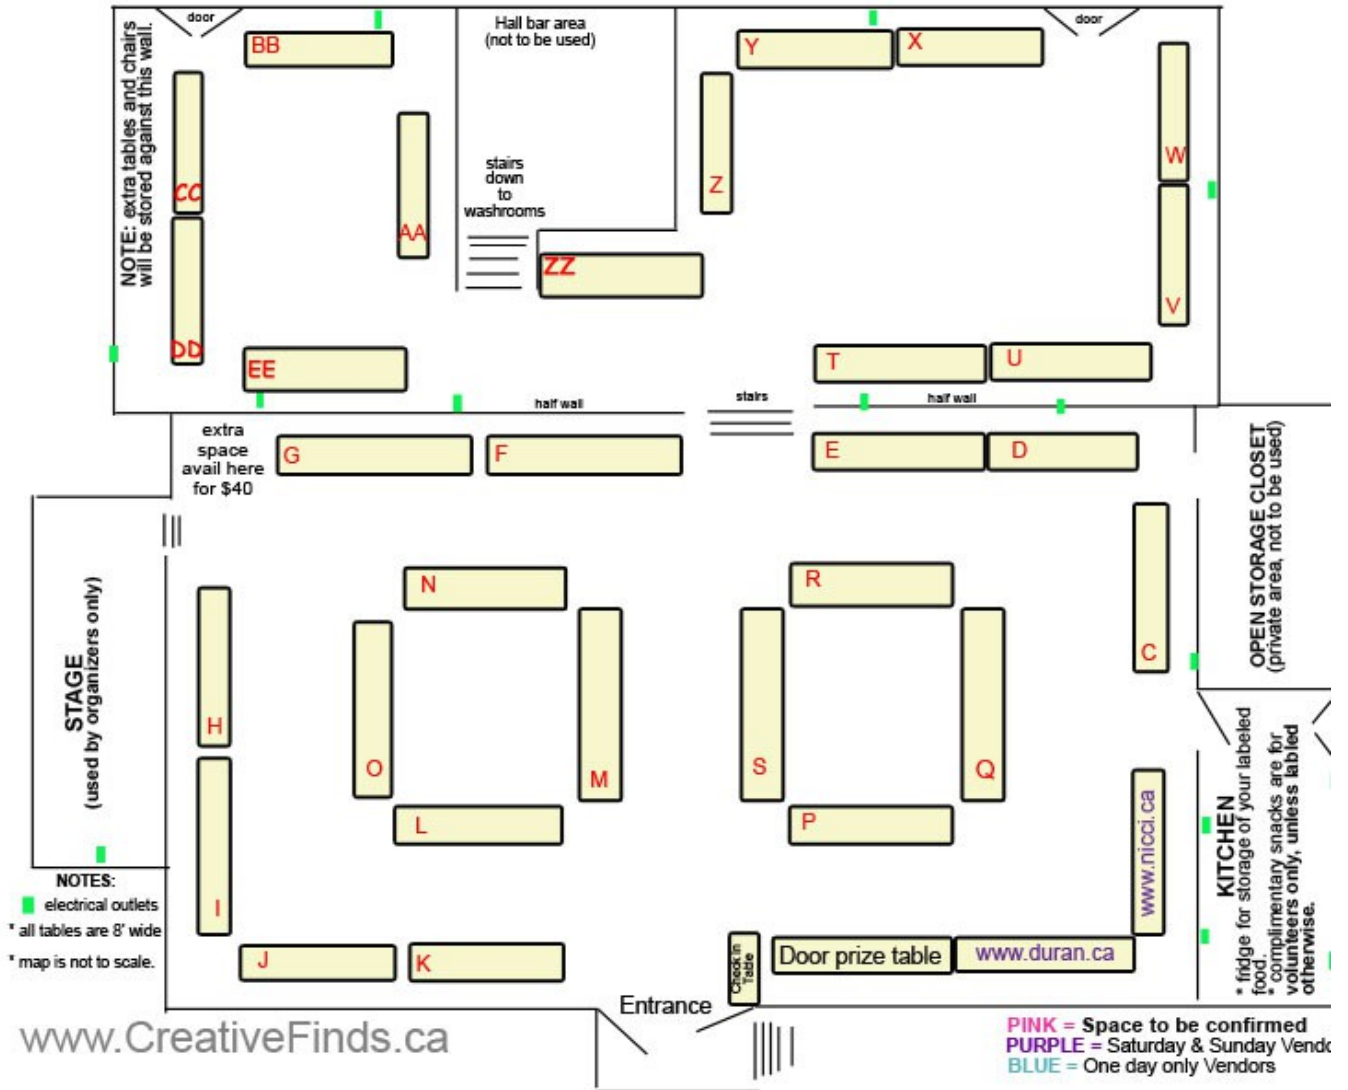 door
BB
NOTE: extra tables and chairs
will be stored against this wall.
CC
DD
AA
EE
Hall bar area
(not to be used)
stairs
down
to
washrooms
ZZ
Y
X
door
Z
W
V
T
U
half wall
stairs
half wall
extra
space
avail here
for $40
G
F
E
D
OPEN STORAGE CLOSET
(private area, not to be used)
STAGE
(used by organizers only)
N
R
C
H
O
M
S
Q
I
L
P
J
K
www.nicci.ca
KITCHEN
* fridge for storage of your labeled
food.
* complimentary snacks are for
volunteers only, unless labled
otherwise.
NOTES:
electrical outlets
* all tables are 8' wide
* map is not to scale.
Check In
Table
Door prize table
www.duran.ca
Entrance
www.CreativeFinds.ca
PINK = Space to be confirmed
PURPLE = Saturday & Sunday Vendo
BLUE = One day only Vendors